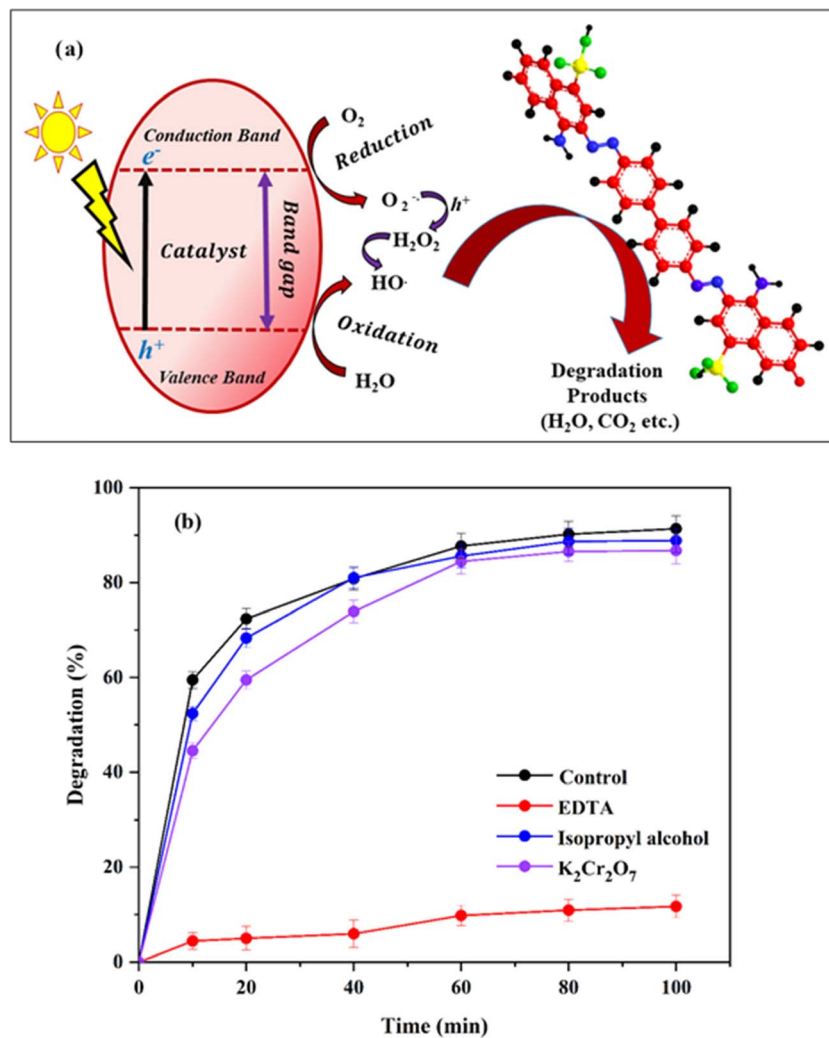 (a)
Conduction Band
e⁻
Catalyst
Band gap
h⁺
Valence Band
O₂
Reduction
O₂⁻· h⁺
H₂O₂
HO·
Oxidation
H₂O
Degradation
Products
(H₂O, CO₂ etc.)
(b)
Degradation (%)
100
80
60
40
20
0
Control
EDTA
Isopropyl alcohol
K₂Cr₂O₇
0 20 40 60 80 100
Time (min)